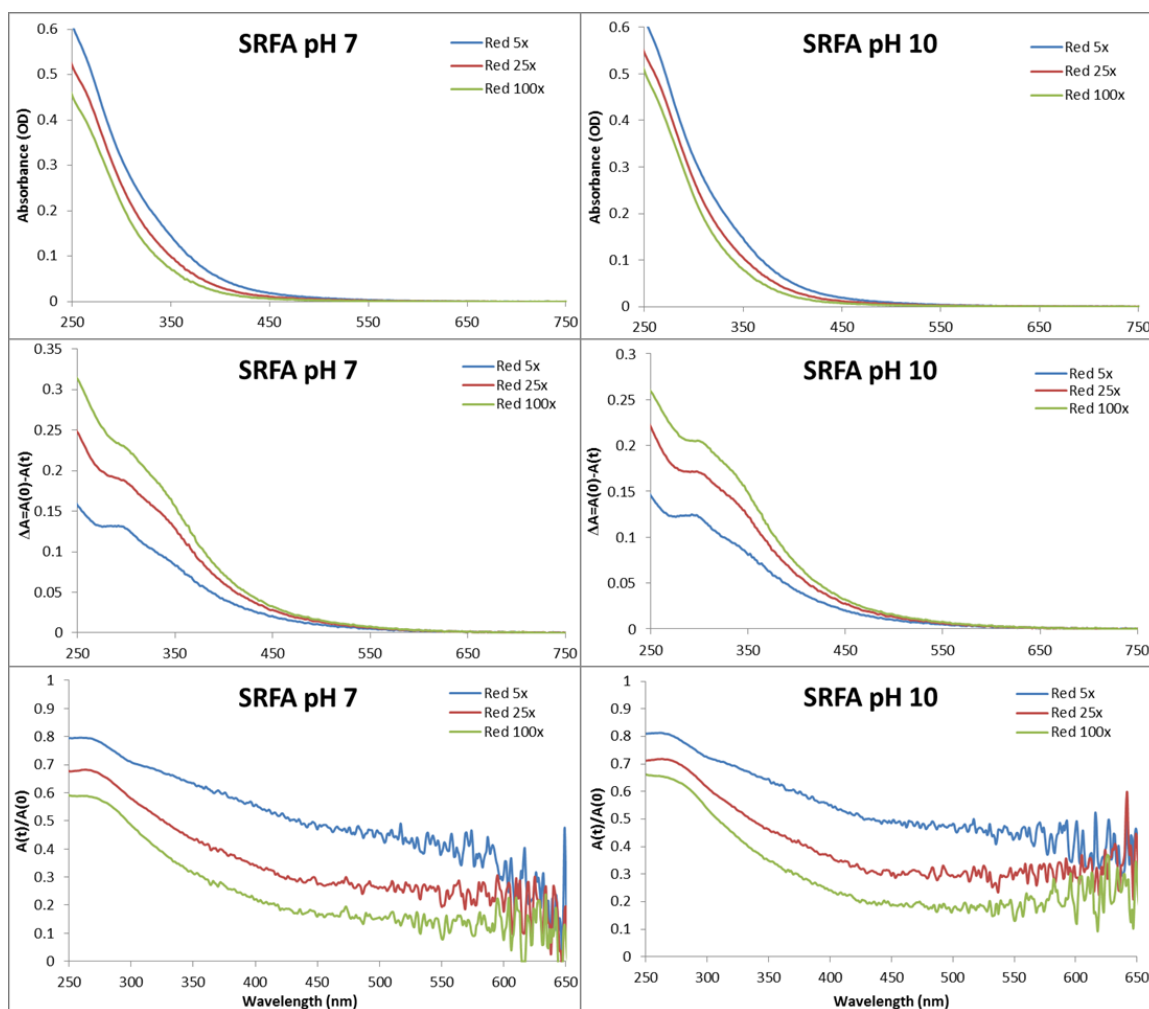 SRFA pH 7
Red 5x
Red 25x
Red 100x
Absorbance (OD)
0.6
0.5
0.4
0.3
0.2
0.1
0
250 350 450 550 650 750
SRFA pH 10
Red 5x
Red 25x
Red 100x
Absorbance (OD)
0.6
0.5
0.4
0.3
0.2
0.1
0
250 350 450 550 650 750
SRFA pH 7
Red 5x
Red 25x
Red 100x
ΔA=A(0)-A(t)
0.35
0.3
0.25
0.2
0.15
0.1
0.05
0
250 350 450 550 650 750
SRFA pH 10
Red 5x
Red 25x
Red 100x
ΔA=A(0)-A(t)
0.3
0.25
0.2
0.15
0.1
0.05
0
250 350 450 550 650 750
SRFA pH 7
Red 5x
Red 25x
Red 100x
A(t)/A(0)
1
0.9
0.8
0.7
0.6
0.5
0.4
0.3
0.2
0.1
0
250 300 350 400 450 500 550 600 650
Wavelength (nm)
SRFA pH 10
Red 5x
Red 25x
Red 100x
A(t)/A(0)
1
0.9
0.8
0.7
0.6
0.5
0.4
0.3
0.2
0.1
0
250 300 350 400 450 500 550 600 650
Wavelength (nm)